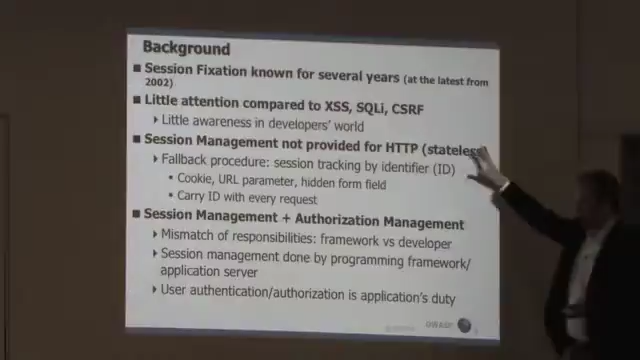 Background
Session Fixation known for several years (at the latest from
2002)
Little attention compared to XSS, SQLi, CSRF
Little awareness in developers' world
Session Management not provided for HTTP (stateless
Fallback procedure: session tracking by identifier (ID)
Cookie, URL parameter, hidden form field
Carry ID with every request
Session Management + Authorization Management
Mismatch of responsibilities: framework vs developer
Session management done by programming framework/
application server
User authentication/authorization is application's duty
OWASP